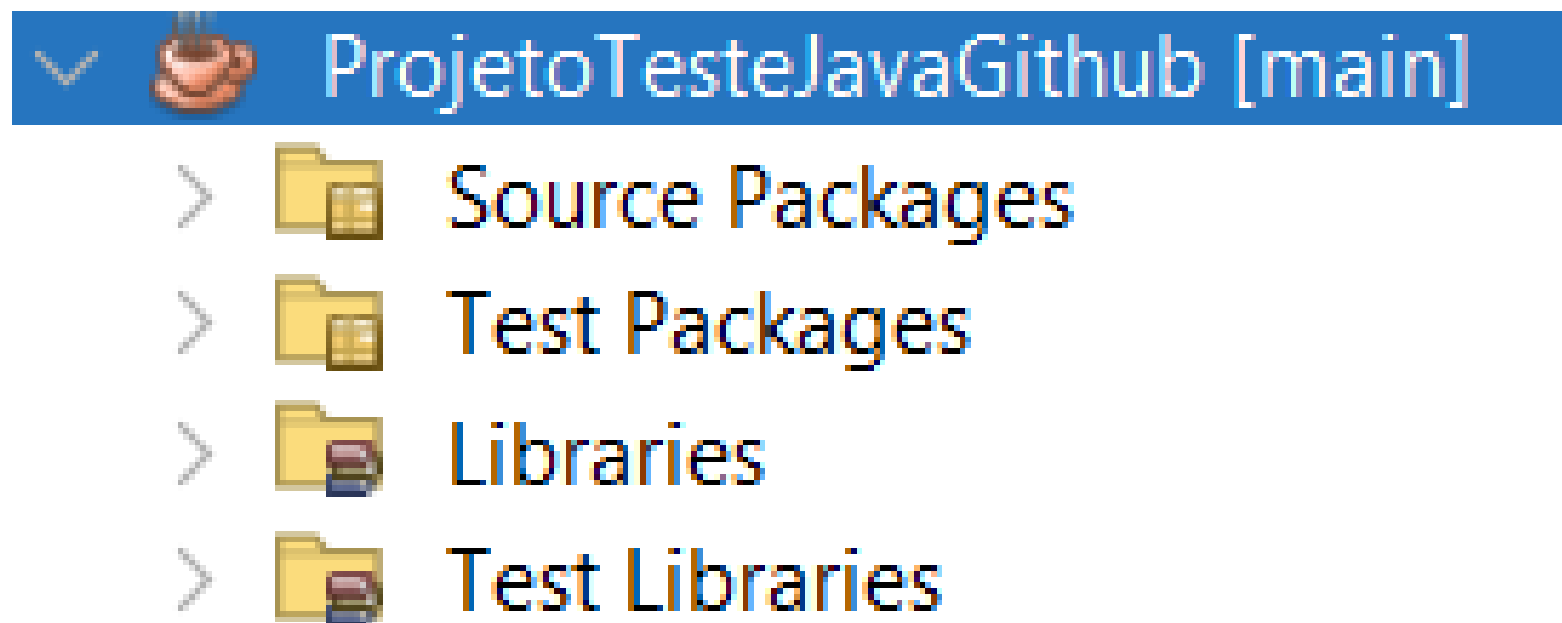 ProjetoTesteJavaGithub [main]
Source Packages
Test Packages
Libraries
Test Libraries